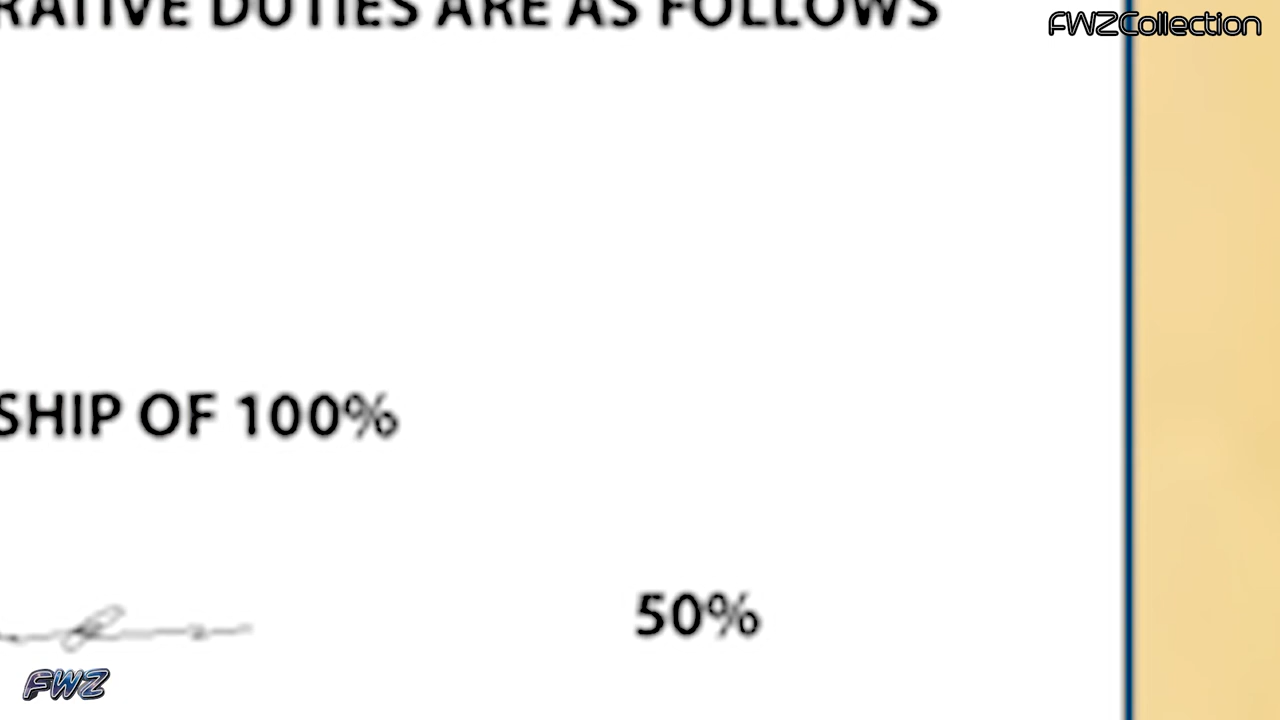 RATIVE DUTIES ARE AS FOLLOWS
FWZCollection
SHIP OF 100%
50%
FWZ